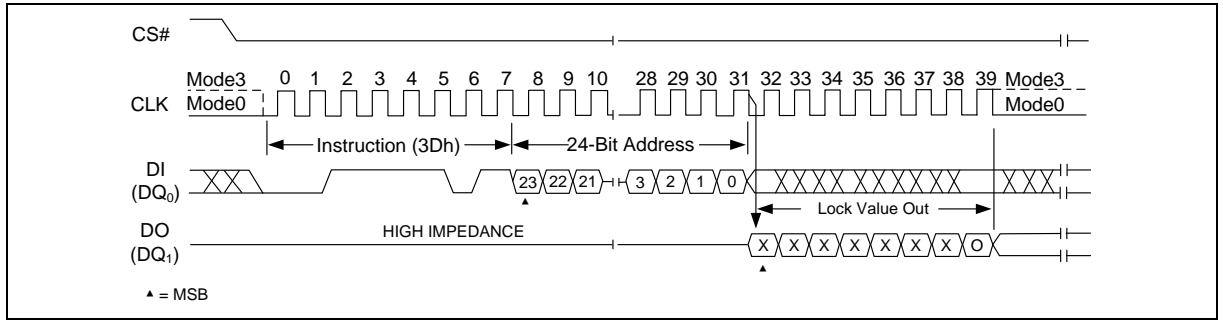 CS#
Mode3 0 1 2 3 4 5 6 7 8 9 10 28 29 30 31 32 33 34 35 36 37 38 39 Mode3
CLK Mode0 Mode0
Instruction (3Dh) 24-Bit Address
DI
(DQ0) 23 22 21 3 2 1 0
Lock Value Out
DO
(DQ1) HIGH IMPEDANCE X X X X X X X O
▲ = MSB